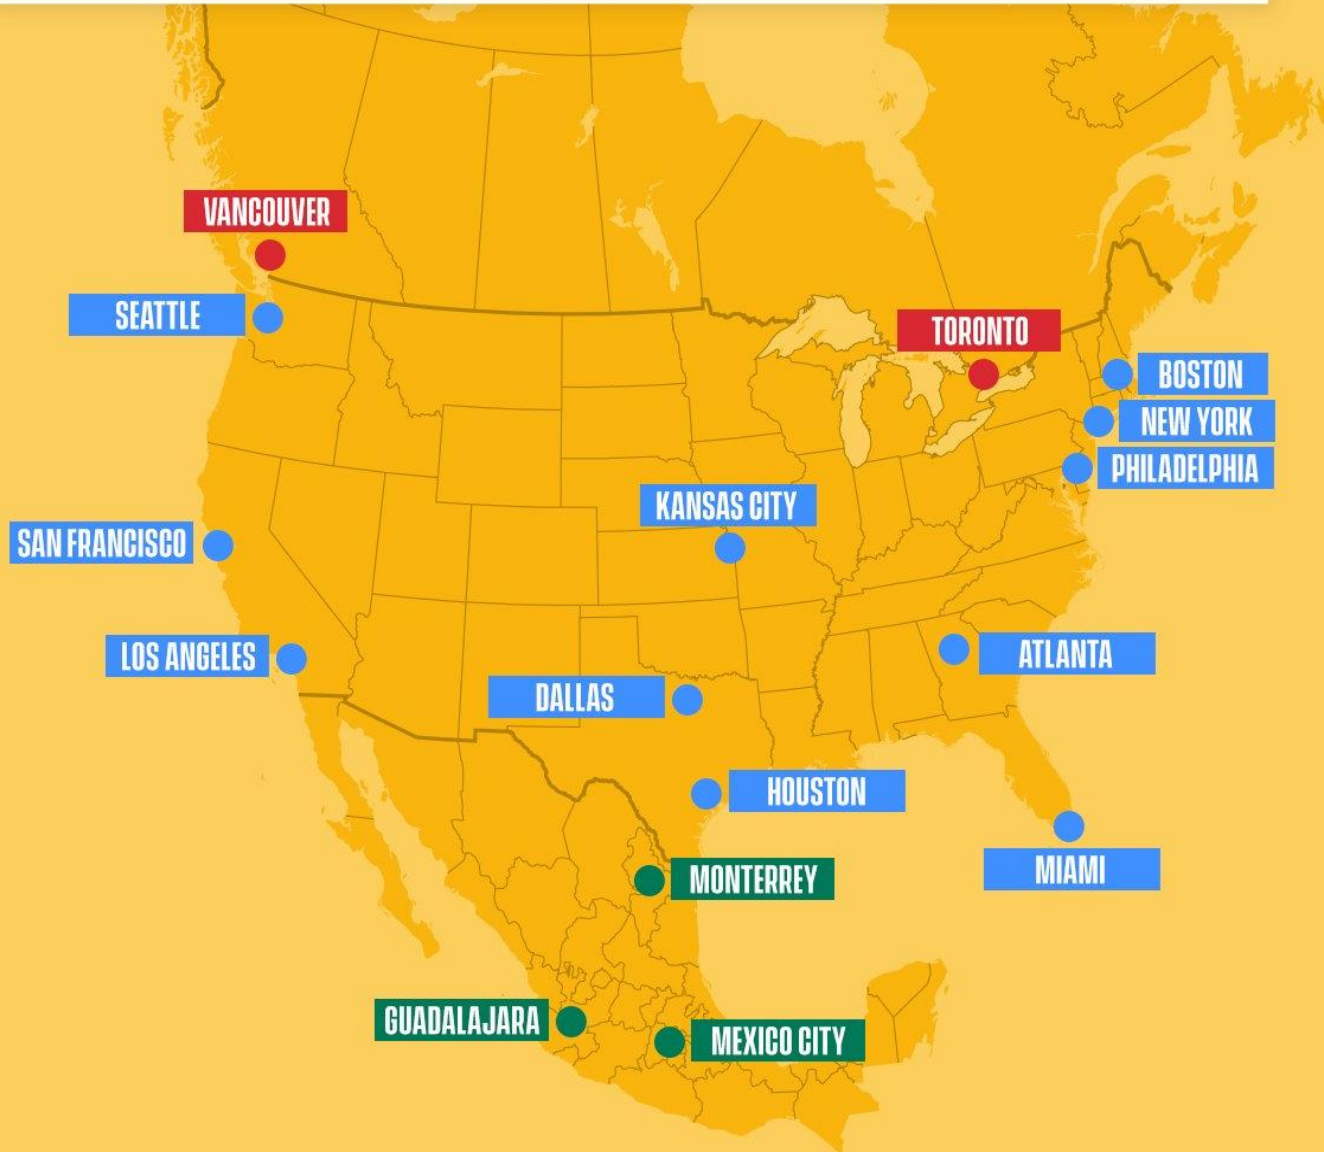 VANCOUVER
SEATTLE
TORONTO
BOSTON
NEW YORK
PHILADELPHIA
KANSAS CITY
SAN FRANCISCO
LOS ANGELES
ATLANTA
DALLAS
HOUSTON
MIAMI
MONTERREY
GUADALAJARA
MEXICO CITY